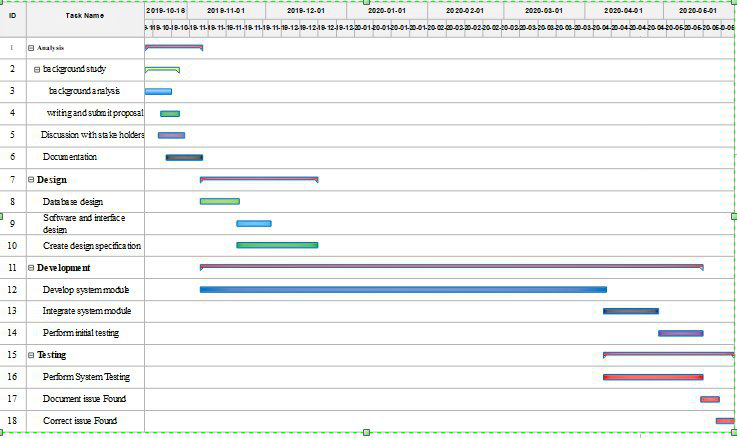 ID Task Name 2019-10-16 2019-11-01 2019-12-01 2020-01-01 2020-02-01 2020-03-01 2020-04-01 2020-05-01
1 Analysis
2 background study
3 background analysis
4 writing and submit proposal
5 Discussion with stake holders
6 Documentation
7 Design
8 Database design
9 Software and interface
design
10 Create design specification
11 Development
12 Develop system module
13 Integrate system module
14 Perform initial testing
15 Testing
16 Perform System Testing
17 Document issue Found
18 Correct issue Found